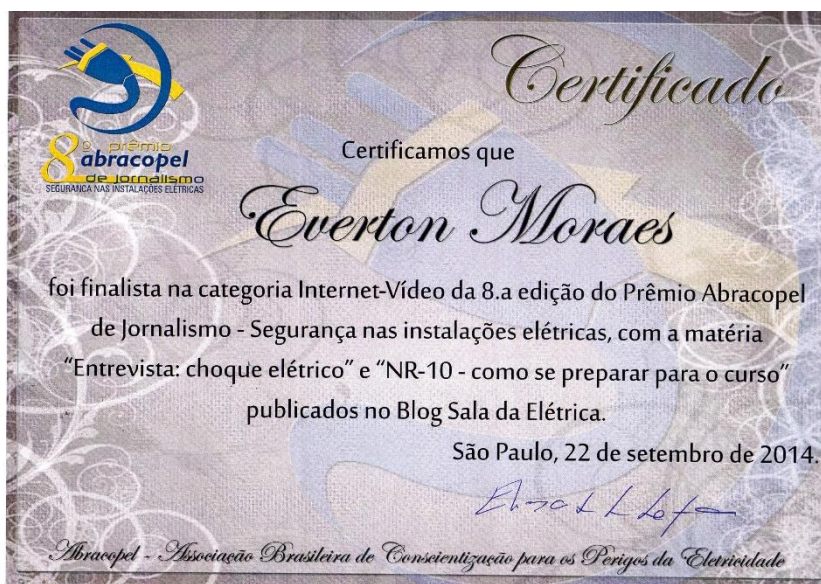 Certificado
8º prêmio
abracopel
de jornalismo
SEGURANÇA NAS INSTALAÇÕES ELÉTRICAS
Certificamos que
Everton Moraes
foi finalista na categoria Internet-Vídeo da 8.a edição do Prêmio Abracopel
de Jornalismo - Segurança nas instalações elétricas, com a matéria
“Entrevista: choque elétrico” e “NR-10 - como se preparar para o curso”
publicados no Blog Sala da Elétrica.
São Paulo, 22 de setembro de 2014.
Abracopel - Associação Brasileira de Conscientização para os Perigos da Eletricidade